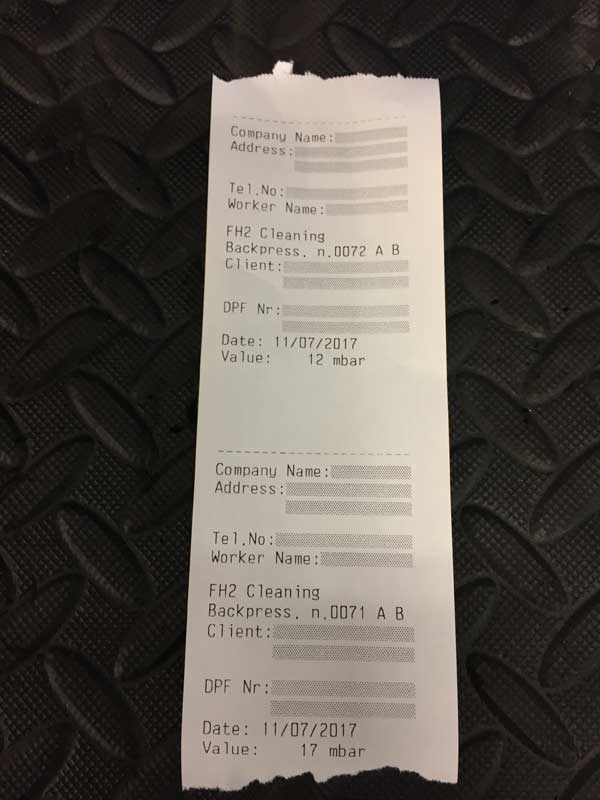 Company Name:
Address:
Tel.No:
Worker Name:
FH2 Cleaning
Backpress. n.0072 A B
Client:
DPF Nr:
Date: 11/07/2017
Value: 12 mbar
Company Name:
Address:
Tel.No:
Worker Name:
FH2 Cleaning
Backpress. n.0071 A B
Client:
DPF Nr:
Date: 11/07/2017
Value: 17 mbar